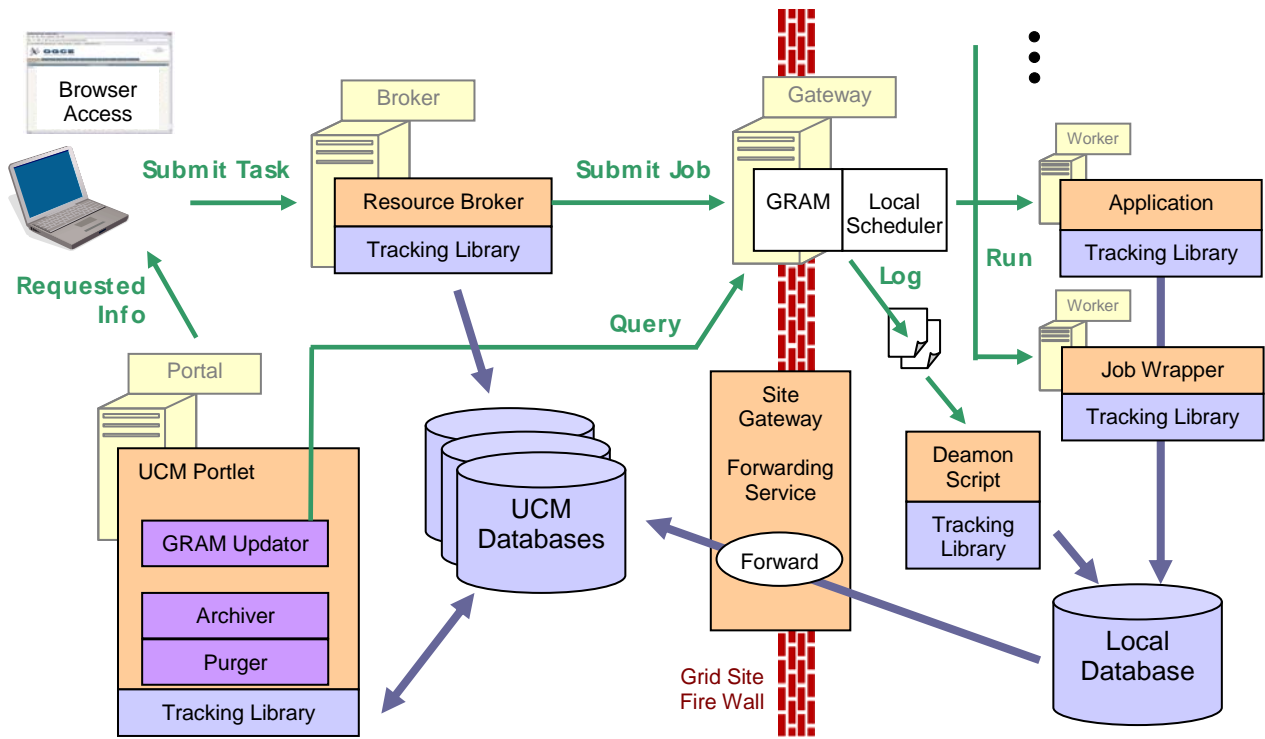 GGCE
Browser
Access
Broker
Gateway
Worker
Submit Task
Submit Job
Resource Broker
Tracking Library
GRAM
Local
Scheduler
Application
Tracking Library
Requested
Info
Log
Run
Query
Worker
Portal
Job Wrapper
Tracking Library
Site
Gateway
Forwarding
Service
Forward
UCM Portlet
GRAM Updator
Archiver
Purger
Tracking Library
UCM
Databases
Deamon
Script
Tracking
Library
Local
Database
Grid Site
Fire Wall